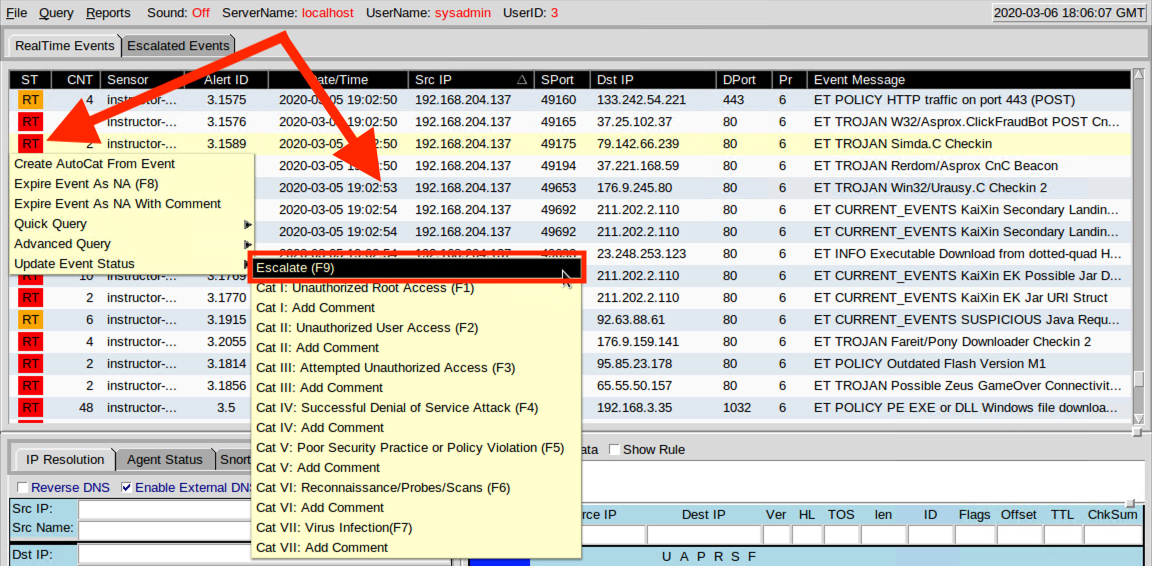 File Query Reports Sound: Off ServerName: localhost UserName: sysadmin UserID: 3 2020-03-06 18:06:07 GMT
RealTime Events Escalated Events
ST CNT Sensor Alert ID Date/Time Src IP SPort Dst IP DPort Pr Event Message
RT 4 instructor-... 3.1575 2020-03-05 19:02:50 192.168.204.137 49160 133.242.54.221 443 6 ET POLICY HTTP traffic on port 443 (POST)
RT instructor-... 3.1576 2020-03-05 19:02:50 192.168.204.137 49165 37.25.102.37 80 6 ET TROJAN W32/Asprox.ClickFraudBot POST Cn...
RT 2 instructor-... 3.1589 2020-03-05 19:02:50 192.168.204.137 49175 79.142.66.239 80 6 ET TROJAN Simda.C Checkin
Create AutoCat From Event 2020-03-05 19:02:50 192.168.204.137 49194 37.221.168.59 80 6 ET TROJAN Rerdom/Asprox CnC Beacon
Expire Event As NA (F8) 2020-03-05 19:02:53 192.168.204.137 49653 176.9.245.80 80 6 ET TROJAN Win32/Urausy.C Checkin 2
Expire Event As NA With Comment 2020-03-05 19:02:54 192.168.204.137 49692 211.202.2.110 80 6 ET CURRENT_EVENTS KaiXin Secondary Landin...
Quick Query 2020-03-05 19:02:54 192.168.204.137 49692 211.202.2.110 80 6 ET CURRENT_EVENTS KaiXin Secondary Landin...
Advanced Query 2020-03-05 19:02:54 192.168.204.137 23.248.253.123 80 6 ET INFO Executable Download from dotted-quad H...
Update Event Status
Escalate (F9)
RT 10 instructor-... 3.1769 211.202.2.110 80 6 ET CURRENT_EVENTS KaiXin EK Possible Jar D...
Cat I: Unauthorized Root Access (F1)
RT 2 instructor-... 3.1770 211.202.2.110 80 6 ET CURRENT_EVENTS KaiXin EK Jar URI Struct
Cat I: Add Comment
RT 6 instructor-... 3.1915 92.63.88.61 80 6 ET CURRENT_EVENTS SUSPICIOUS Java Requ...
Cat II: Unauthorized User Access (F2)
RT 4 instructor-... 3.2055 176.9.159.141 80 6 ET TROJAN Fareit/Pony Downloader Checkin 2
Cat II: Add Comment
RT 2 instructor-... 3.1814 95.85.23.178 80 6 ET POLICY Outdated Flash Version M1
Cat III: Attempted Unauthorized Access (F3)
RT 2 instructor-... 3.1856 65.55.50.157 80 6 ET TROJAN Possible Zeus GameOver Connectivit...
Cat III: Add Comment
RT 48 instructor-... 3.5 192.168.3.35 1032 6 ET POLICY PE EXE or DLL Windows file downloa...
Cat IV: Successful Denial of Service Attack (F4)
Cat IV: Add Comment
Cat V: Poor Security Practice or Policy Violation (F5)
Cat V: Add Comment
Cat VI: Reconnaissance/Probes/Scans (F6)
Cat VI: Add Comment
Cat VII: Virus Infection(F7)
Cat VII: Add Comment
IP Resolution Agent Status Snort ata Show Rule
Reverse DNS Enable External DNS
Src IP: rce IP Dest IP Ver HL TOS len ID Flags Offset TTL ChkSum
Src Name:
Dst IP: U A P R S F